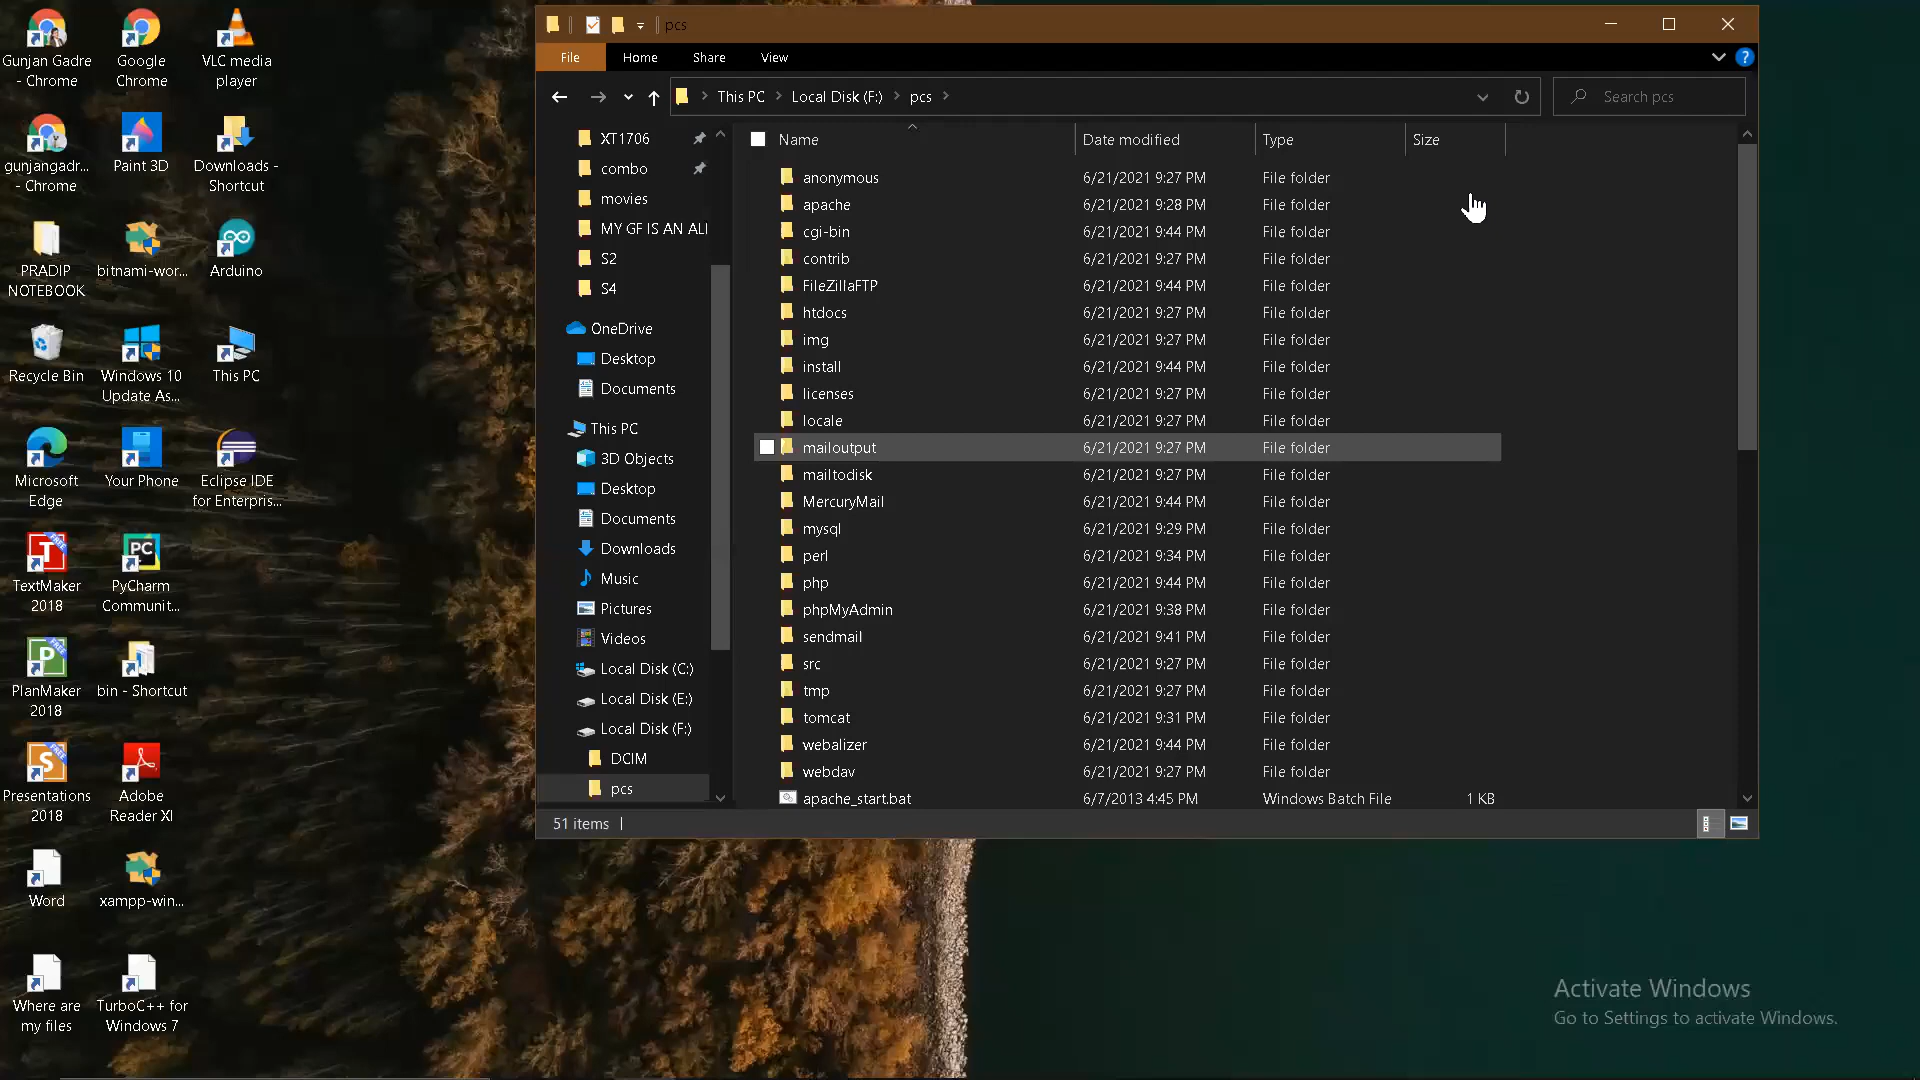 Gunjan Gadre
- Chrome
Google
Chrome
VLC media
player
gunjangadr...
- Chrome
Paint 3D
Downloads -
Shortcut
PRADIP
NOTEBOOK
bitnami-wor...
Arduino
Recycle Bin
Windows 10
Update As...
This PC
Microsoft
Edge
Your Phone
Eclipse IDE
for Enterpris...
TextMaker
2018
PyCharm
Communit...
PlanMaker
2018
bin - Shortcut
Presentations
2018
Adobe
Reader XI
Word
xampp-win...
Where are
my files
TurboC++ for
Windows 7
pcs
File
Home
Share
View
This PC
Local Disk (F:)
pcs
Search pcs
XT1706
combo
movies
MY GF IS AN ALI
S2
S4
OneDrive
Desktop
Documents
This PC
3D Objects
Desktop
Documents
Downloads
Music
Pictures
Videos
Local Disk (C:)
Local Disk (E:)
Local Disk (F:)
DCIM
pcs
Name Date modified Type Size
anonymous 6/21/2021 9:27 PM File folder
apache 6/21/2021 9:28 PM File folder
cgi-bin 6/21/2021 9:44 PM File folder
contrib 6/21/2021 9:27 PM File folder
FileZillaFTP 6/21/2021 9:44 PM File folder
htdocs 6/21/2021 9:27 PM File folder
img 6/21/2021 9:27 PM File folder
install 6/21/2021 9:44 PM File folder
licenses 6/21/2021 9:27 PM File folder
locale 6/21/2021 9:27 PM File folder
mailoutput 6/21/2021 9:27 PM File folder
mailtodisk 6/21/2021 9:27 PM File folder
MercuryMail 6/21/2021 9:44 PM File folder
mysql 6/21/2021 9:29 PM File folder
perl 6/21/2021 9:34 PM File folder
php 6/21/2021 9:44 PM File folder
phpMyAdmin 6/21/2021 9:38 PM File folder
sendmail 6/21/2021 9:41 PM File folder
src 6/21/2021 9:27 PM File folder
tmp 6/21/2021 9:27 PM File folder
tomcat 6/21/2021 9:31 PM File folder
webalizer 6/21/2021 9:44 PM File folder
webdav 6/21/2021 9:27 PM File folder
apache_start.bat 6/7/2013 4:45 PM Windows Batch File 1 KB
51 items
Activate Windows
Go to Settings to activate Windows.